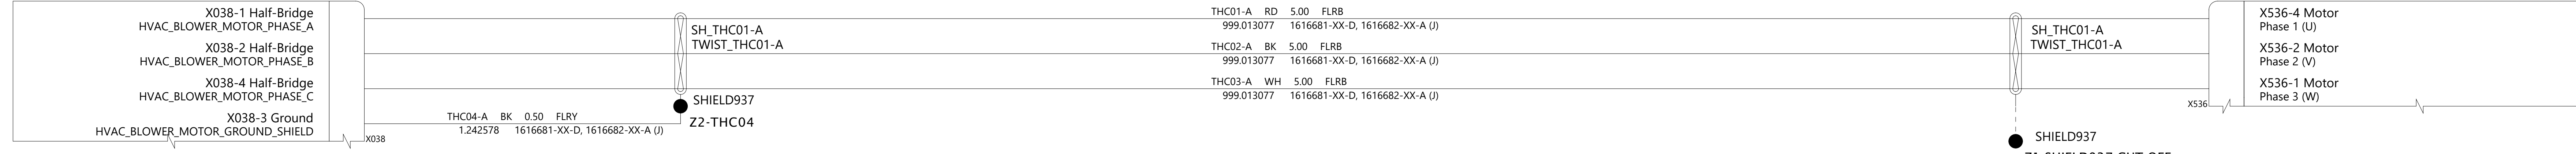 X038-1 Half-Bridge
HVAC_BLOWER_MOTOR_PHASE_A
X038-2 Half-Bridge
HVAC_BLOWER_MOTOR_PHASE_B
X038-4 Half-Bridge
HVAC_BLOWER_MOTOR_PHASE_C
X038-3 Ground
HVAC_BLOWER_MOTOR_GROUND_SHIELD
X038
THC04-A BK 0.50 FLRY
1.242578 1616681-XX-D, 1616682-XX-A (J)
SH_THC01-A
TWIST_THC01-A
SHIELD937
Z2-THC04
THC01-A RD 5.00 FLRB
999.013077 1616681-XX-D, 1616682-XX-A (J)
THC02-A BK 5.00 FLRB
999.013077 1616681-XX-D, 1616682-XX-A (J)
THC03-A WH 5.00 FLRB
999.013077 1616681-XX-D, 1616682-XX-A (J)
SH_THC01-A
TWIST_THC01-A
SHIELD937
X536
X536-4 Motor
Phase 1 (U)
X536-2 Motor
Phase 2 (V)
X536-1 Motor
Phase 3 (W)